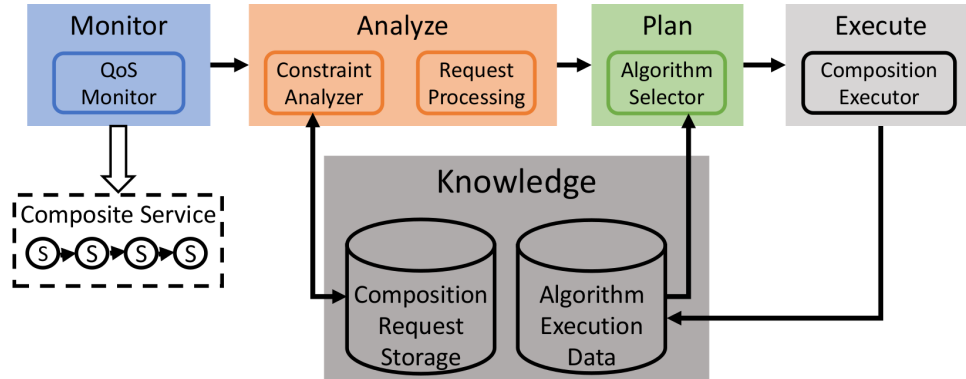 Monitor
QoS
Monitor
Analyze
Constraint
Analyzer
Request
Processing
Plan
Algorithm
Selector
Execute
Composition
Executor
Composite Service
S S S S
Knowledge
Composition
Request
Storage
Algorithm
Execution
Data